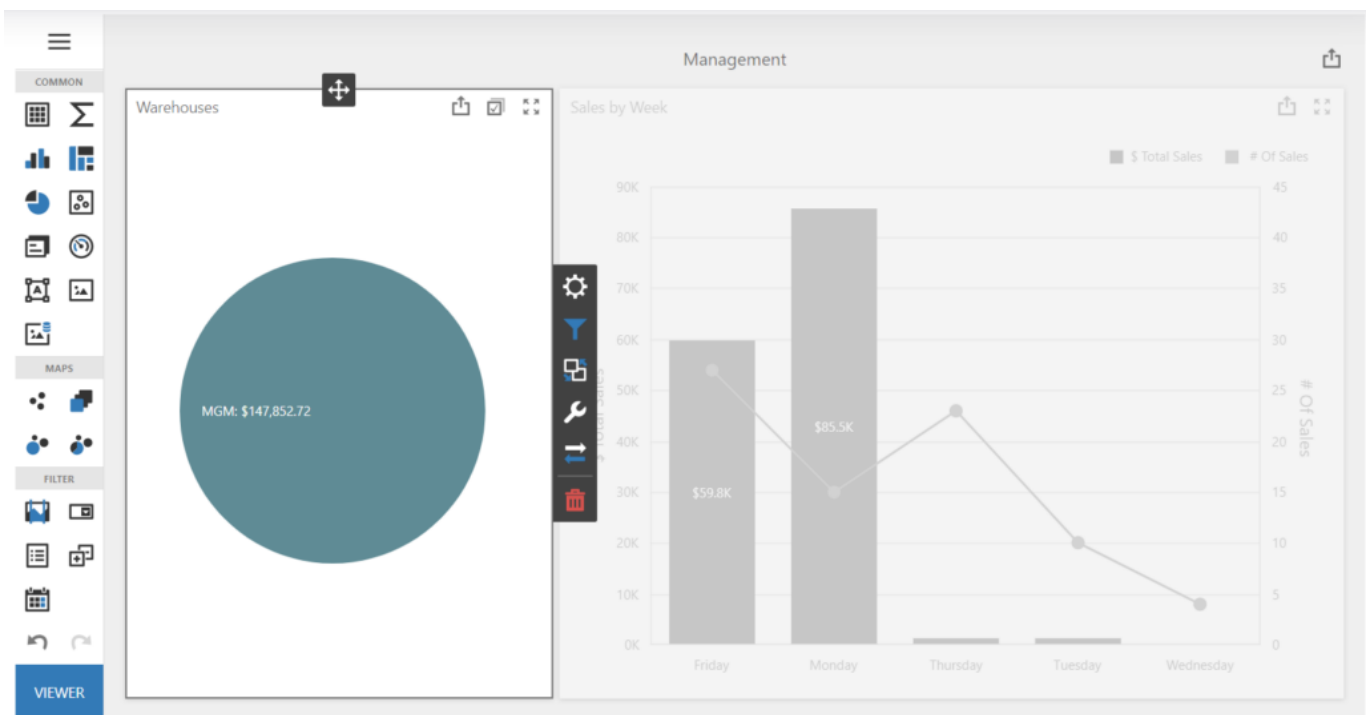 Management
COMMON
MAPS
FILTER
VIEWER
Warehouses
MGM: $147,852.72
Sales by Week
$ Total Sales # Of Sales
90K
80K
70K
60K
50K
40K
30K
20K
10K
0K
$ Total Sales
$59.8K
$85.5K
45
40
35
30
25
20
15
10
5
0
# Of Sales
Friday Monday Thursday Tuesday Wednesday